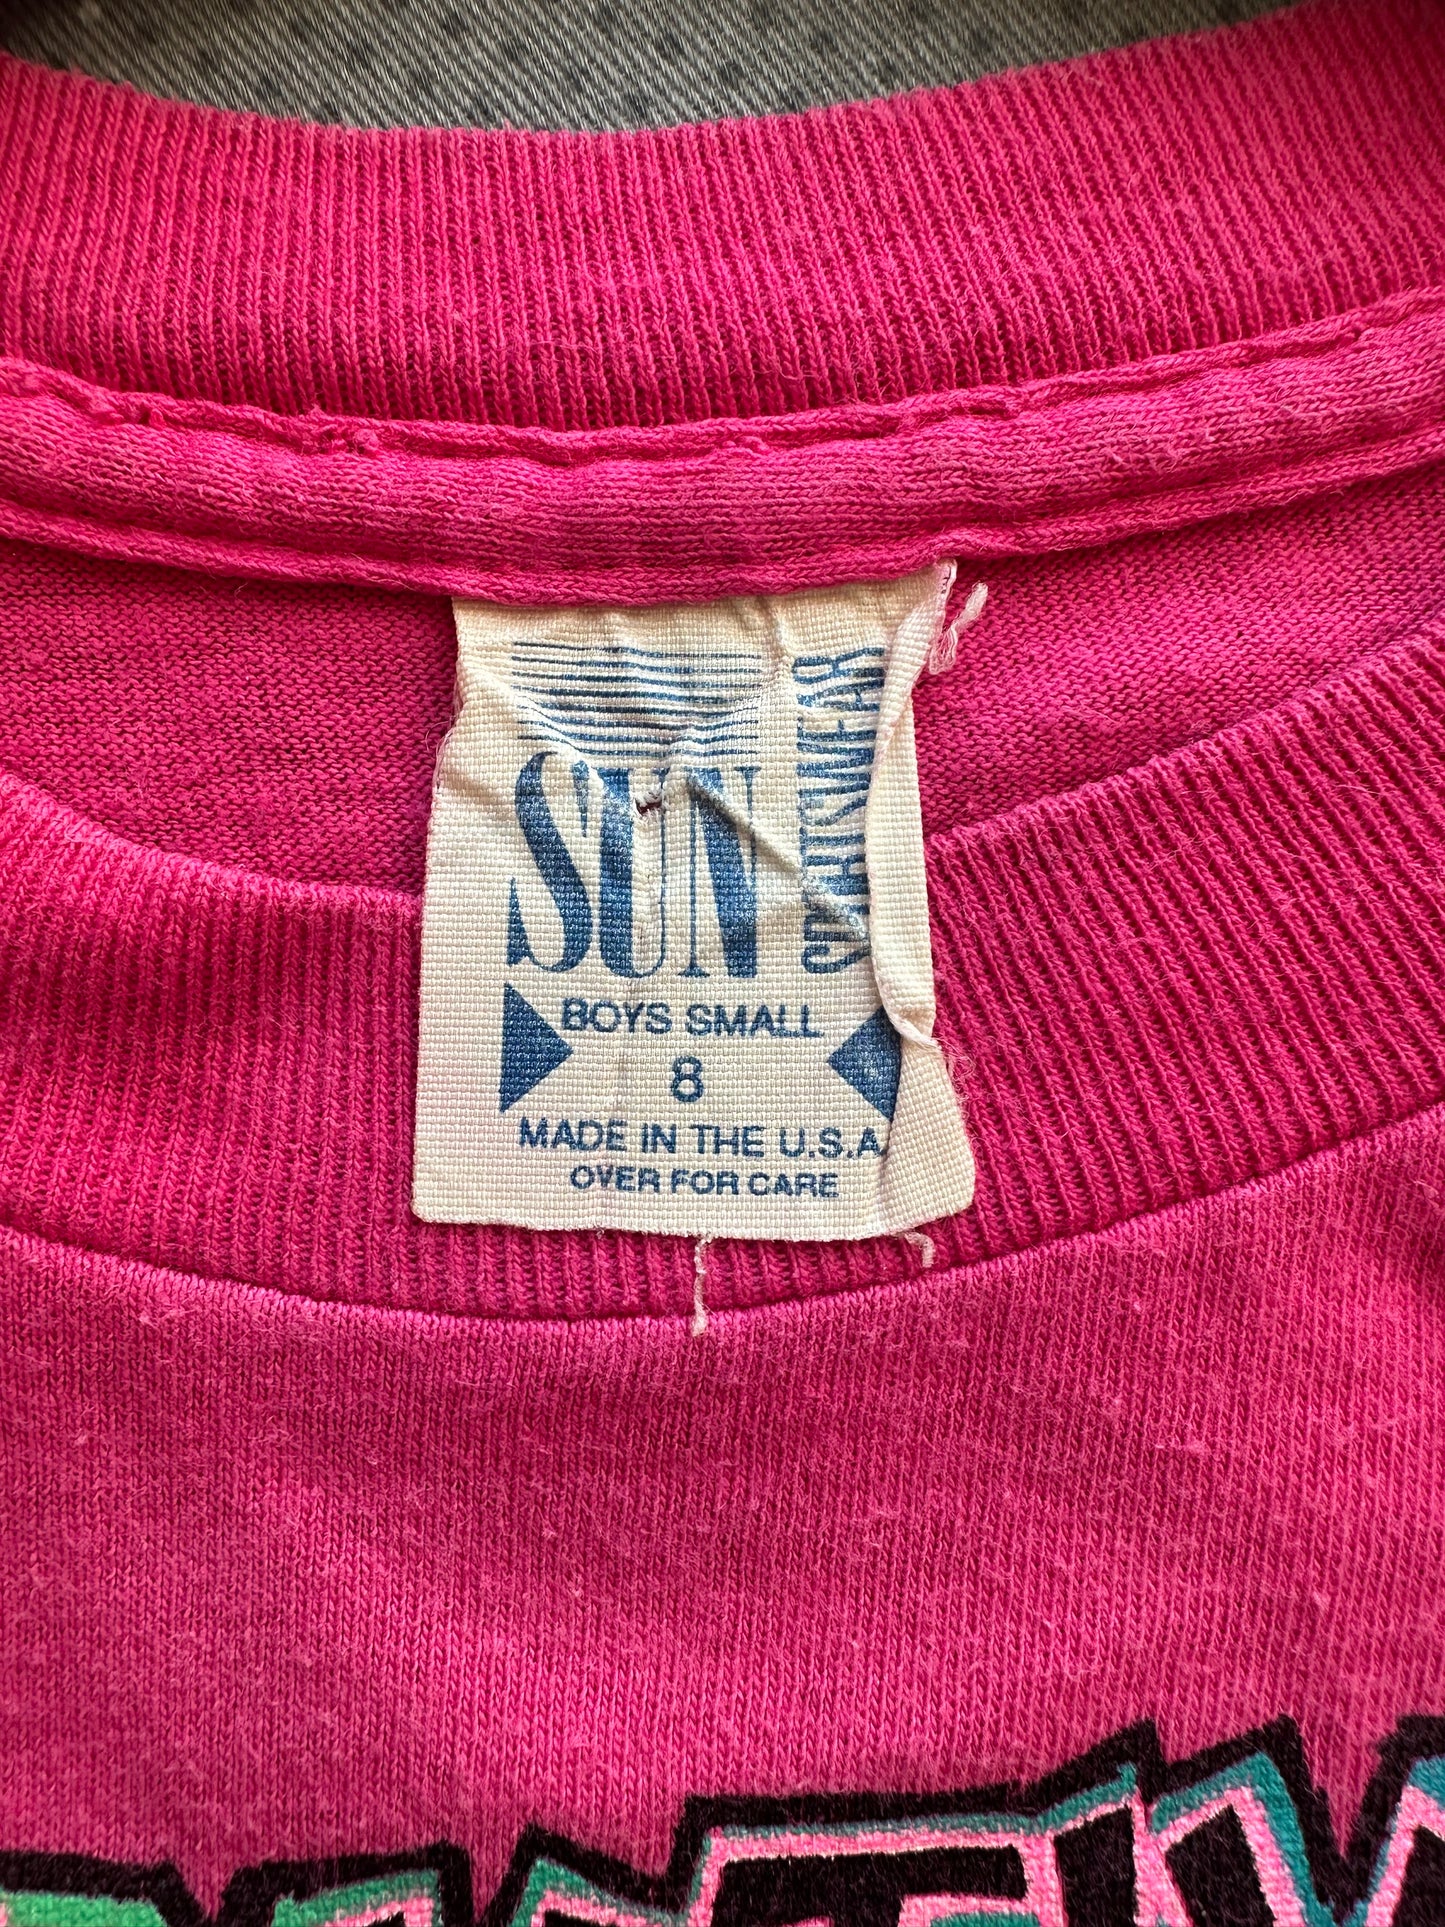 SUN
SPORTSWEAR
BOYS SMALL
8
MADE IN THE U.S.A.
OVER FOR CARE